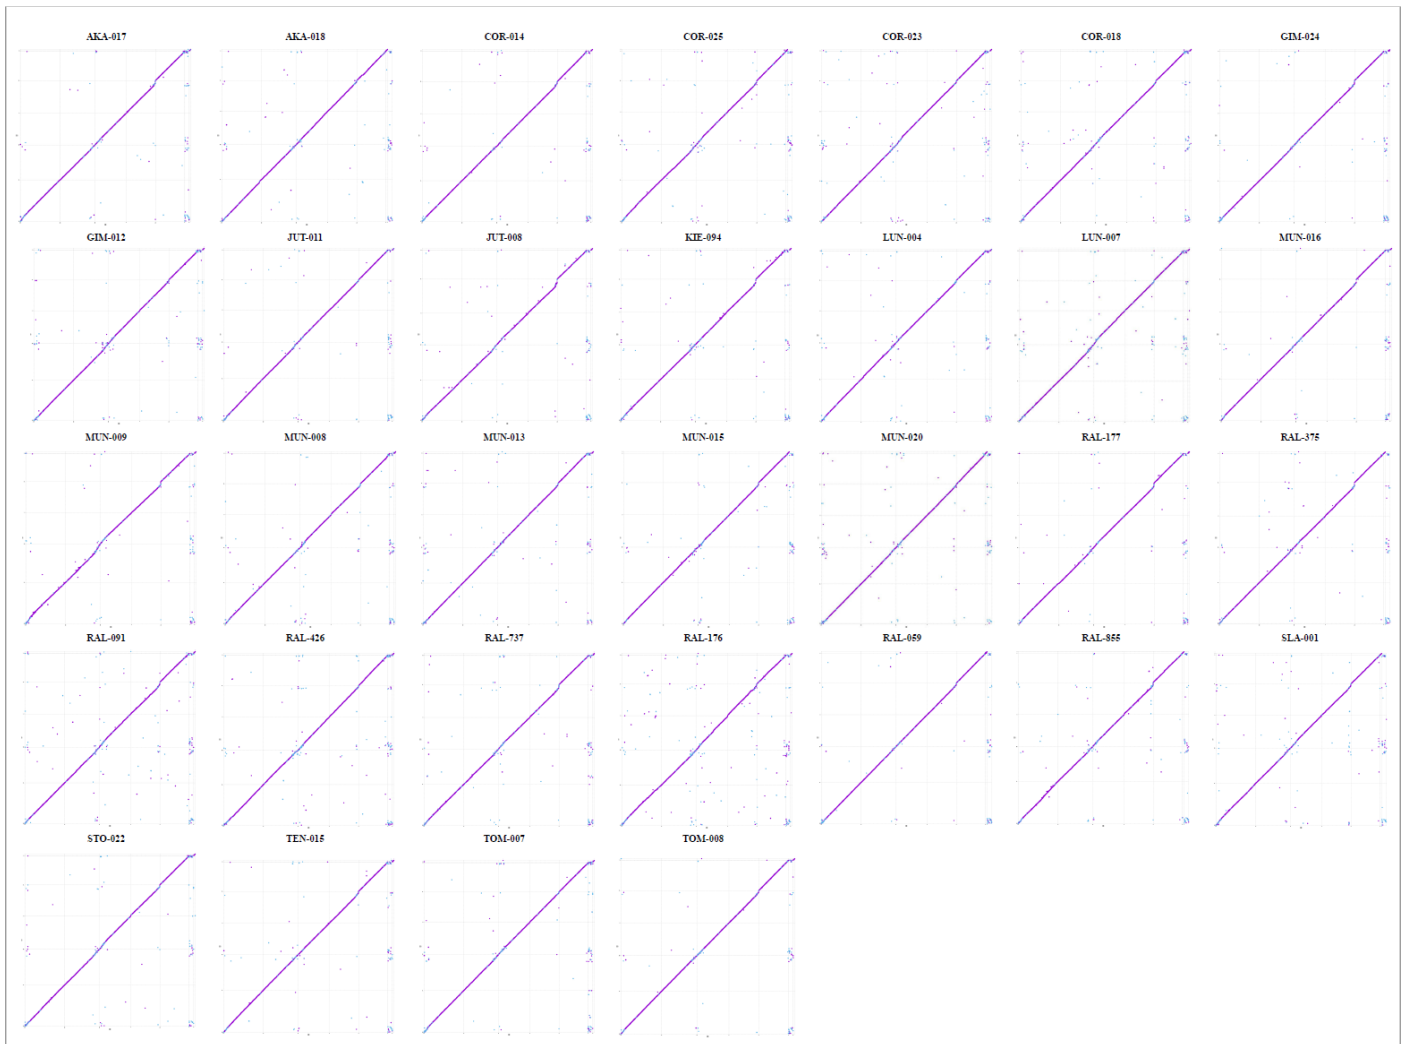 AKA-017 AKA-018 COR-014 COR-025 COR-023 COR-018 GIM-024
GIM-012 JUT-011 JUT-008 KIE-094 LUN-004 LUN-007 MUN-016
MUN-009 MUN-008 MUN-013 MUN-015 MUN-020 RAL-177 RAL-375
RAL-091 RAL-426 RAL-737 RAL-176 RAL-059 RAL-855 SLA-001
STO-022 TEN-015 TOM-007 TOM-008